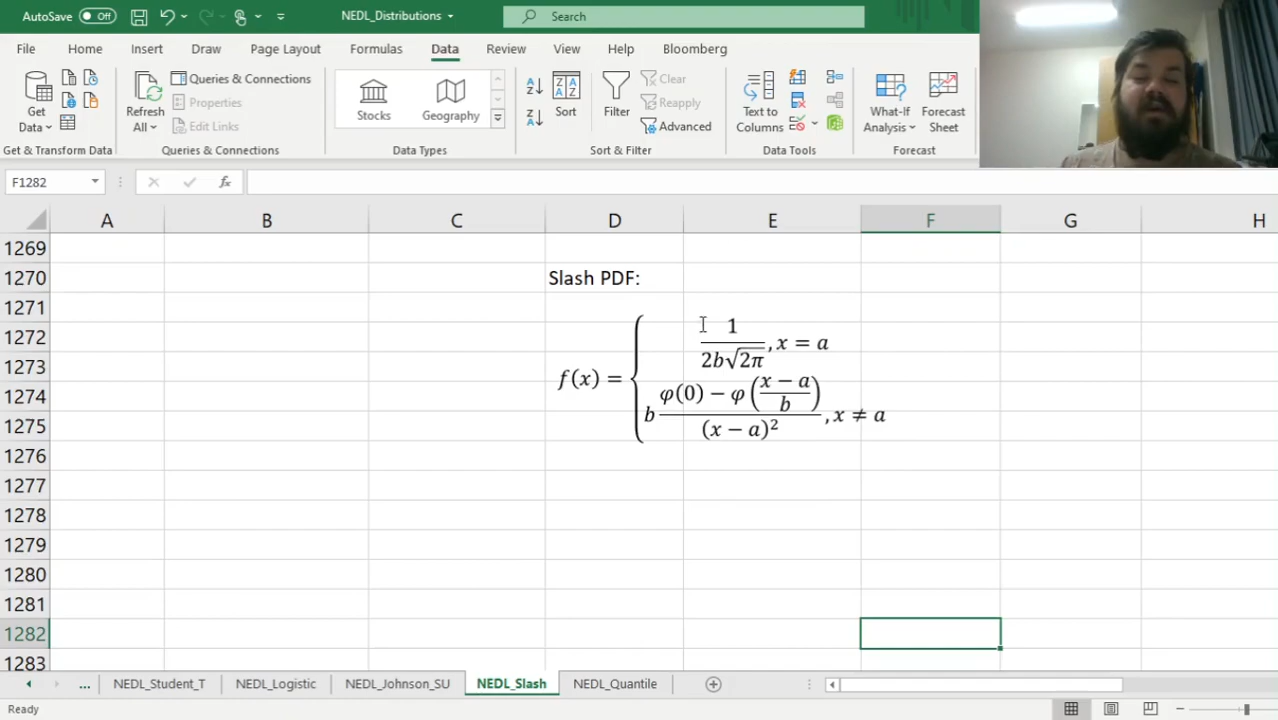 AutoSave Off NEDL_Distributions Search
File Home Insert Draw Page Layout Formulas Data Review View Help Bloomberg
Get Data Refresh All Queries & Connections Properties Edit Links Stocks Geography Sort Filter Clear Reapply Advanced Text to Columns What-If Analysis Forecast Sheet
Get & Transform Data Queries & Connections Data Types Sort & Filter Data Tools Forecast
F1282 fx
A B C D E F G H
1269
1270 Slash PDF:
1271
1272
1273
1274
1275
1276
1277
1278
1279
1280
1281
1282
1283
f(x) = { 1 / 2b√2π, x = a
b φ(0) − φ((x − a)/b) / (x − a)², x ≠ a
... NEDL_Student_T NEDL_Logistic NEDL_Johnson_SU NEDL_Slash NEDL_Quantile
Ready